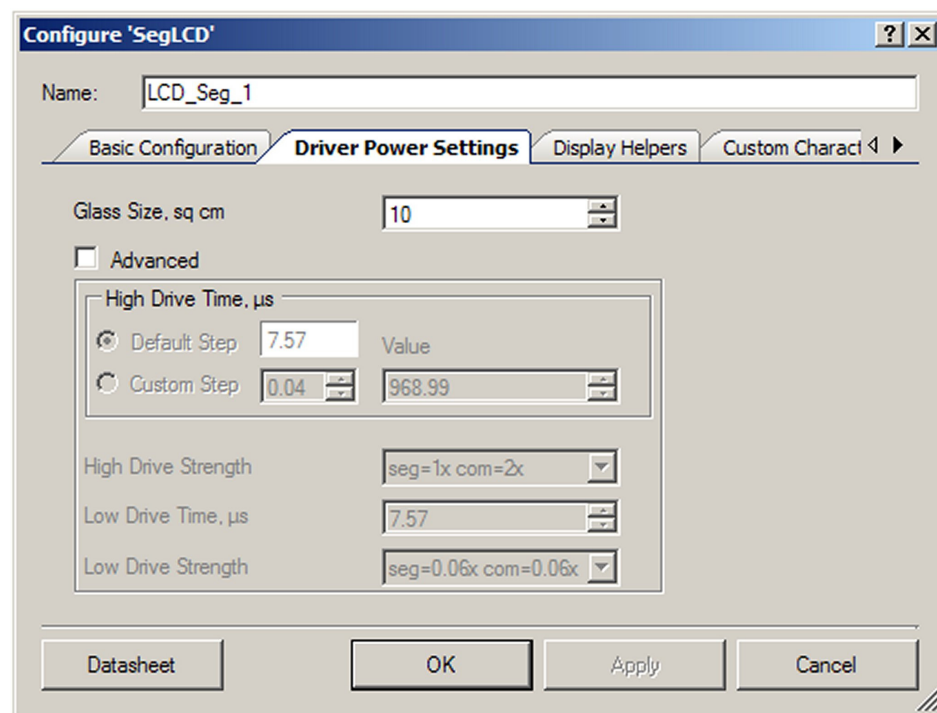 Configure 'SegLCD'
Name: LCD_Seg_1
Basic Configuration Driver Power Settings Display Helpers Custom Charact
Glass Size, sq cm 10
Advanced
High Drive Time, µs
Default Step 7.57 Value
Custom Step 0.04 968.99
High Drive Strength seg=1x com=2x
Low Drive Time, µs 7.57
Low Drive Strength seg=0.06x com=0.06x
Datasheet OK Apply Cancel